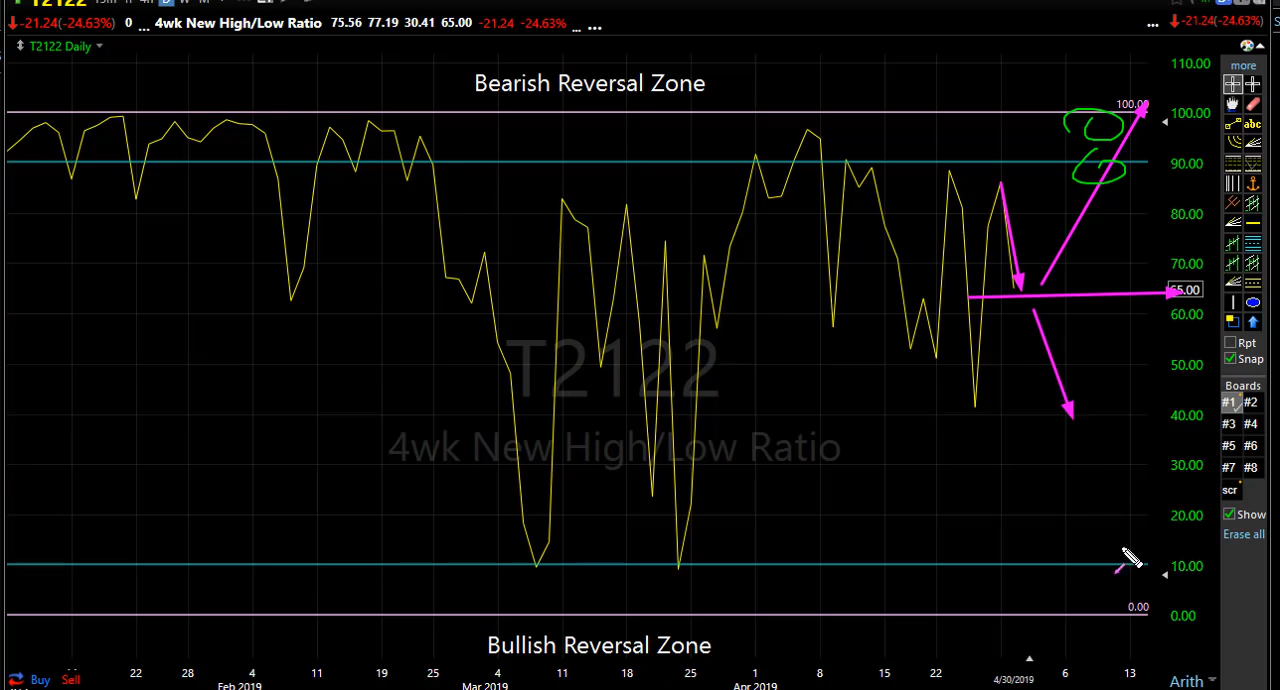 T2122
-21.24(-24.63%) 0 ... 4wk New High/Low Ratio 75.56 77.19 30.41 65.00 -21.24 -24.63% ... ... ... -21.24(-24.63%)
T2122 Daily
more
Bearish Reversal Zone
110.00
100.00
100.00
abc
90.00
80.00
70.00
65.00
60.00
Rpt
Snap
T2122
50.00
Boards
#1 #2
40.00
#3 #4
4wk New High/Low Ratio
#5 #6
30.00
#7 #8
scr
20.00
Show
Erase all
10.00
0.00
0.00
Bullish Reversal Zone
22 28 4 11 19 25 4 11 18 25 1 8 15 22 4/30/2019 6 13
Buy Sell
Feb 2019 Mar 2019 Apr 2019
Arith